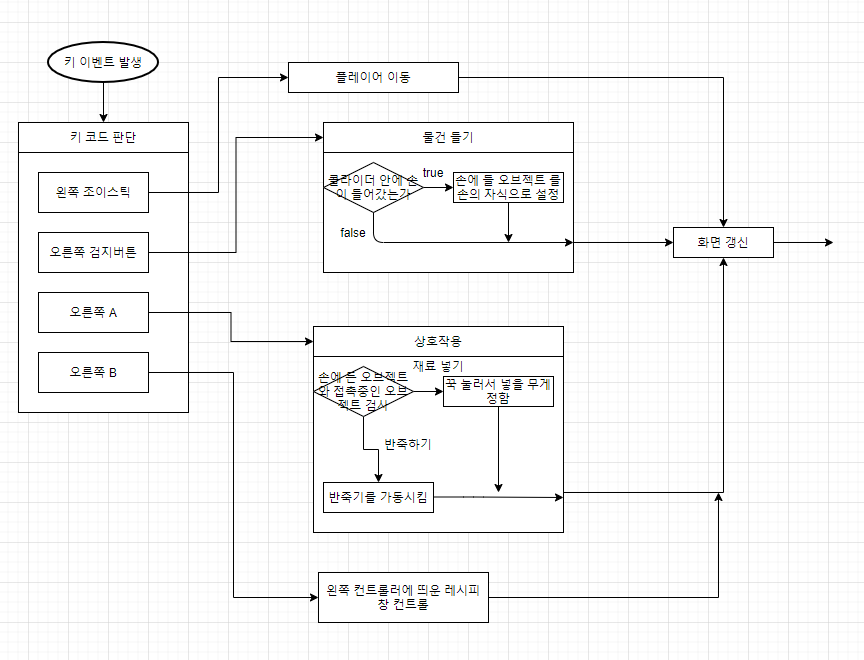 키 이벤트 발생
플레이어 이동
키 코드 판단
왼쪽 조이스틱
오른쪽 검지버튼
오른쪽 A
오른쪽 B
물건 들기
콜라이더 안에 손
이 들어갔는가
true
false
손에 들 오브젝트 를
손의 자식으로 설정
화면 갱신
상호작용
재료 넣기
손에 든 오브젝트
와 접촉중인 오브
젝트 검사
꾹 눌러서 넣을 무게
정함
반죽하기
반죽기를 가동시킴
왼쪽 컨트롤러에 띄운 레시피
창 컨트롤